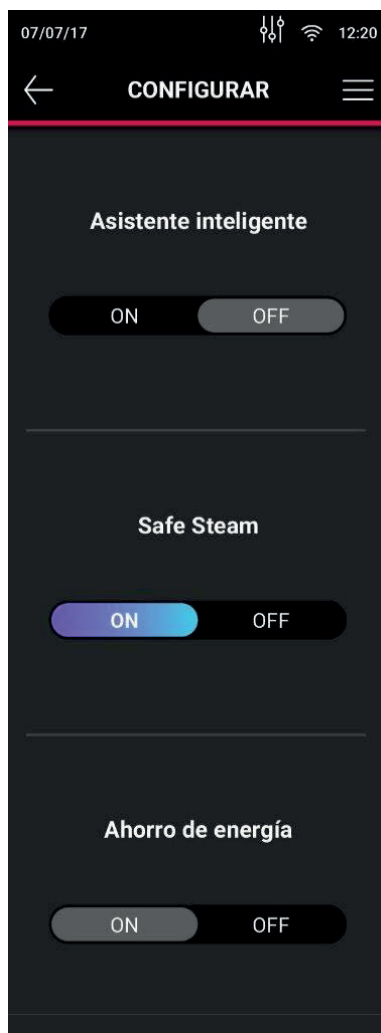 07/07/17 12:20
CONFIGURAR
Asistente inteligente
ON OFF
Safe Steam
ON OFF
Ahorro de energía
ON OFF